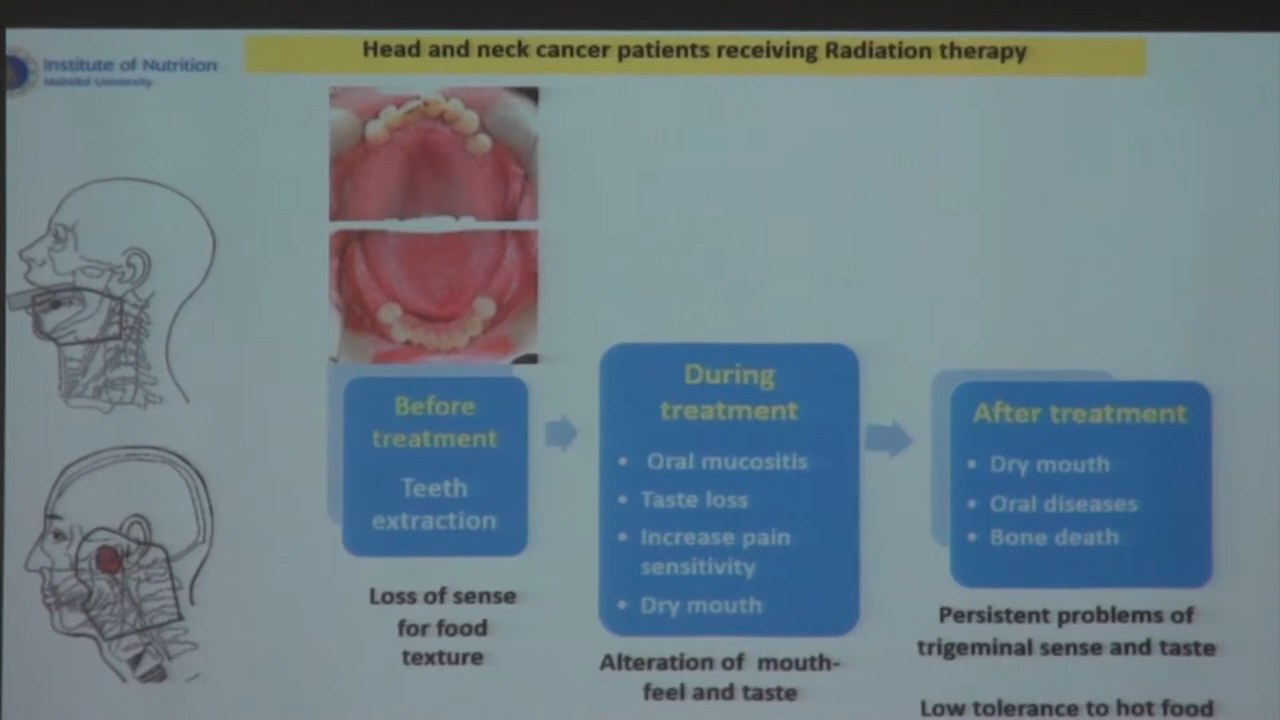 Head and neck cancer patients receiving Radiation therapy
Institute of Nutrition
Mahidol University
Before
treatment
Teeth
extraction
Loss of sense
for food
texture
During
treatment
• Oral mucositis
• Taste loss
• Increase pain
sensitivity
• Dry mouth
Alteration of mouth-
feel and taste
After treatment
• Dry mouth
• Oral diseases
• Bone death
Persistent problems of
trigeminal sense and taste
Low tolerance to hot food